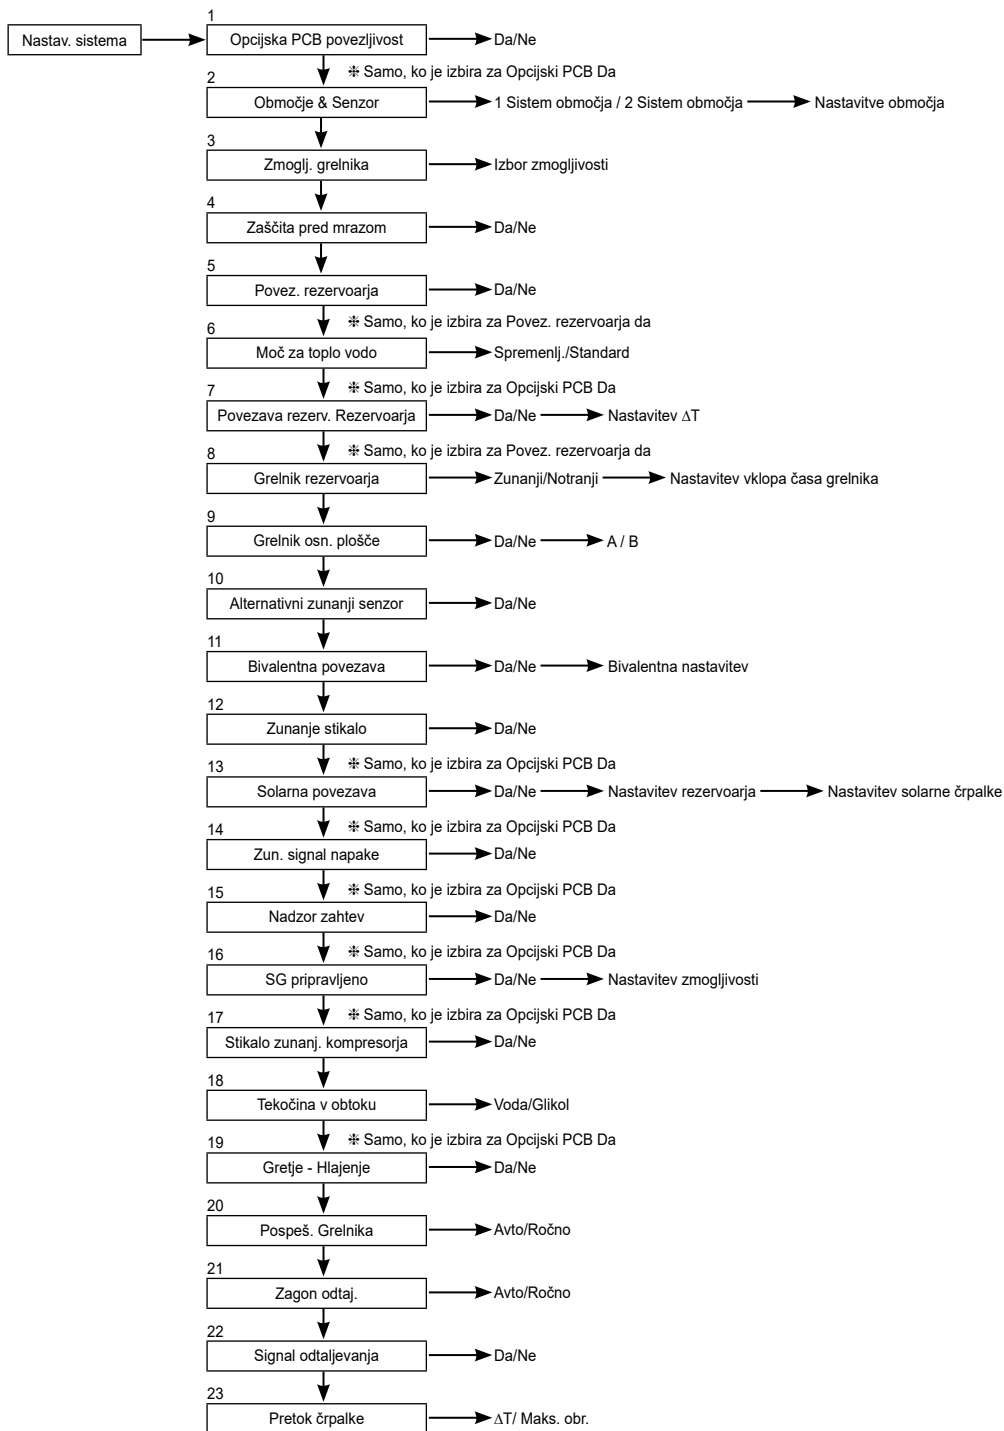 1
Nastav. sistema
Opcijska PCB povezljivost
Da/Ne
❈ Samo, ko je izbira za Opcijski PCB Da
2
Območje & Senzor
1 Sistem območja / 2 Sistem območja
Nastavitve območja
3
Zmoglj. grelnika
Izbor zmogljivosti
4
Zaščita pred mrazom
Da/Ne
5
Povez. rezervoarja
Da/Ne
❈ Samo, ko je izbira za Povez. rezervoarja da
6
Moč za toplo vodo
Spremenlj./Standard
❈ Samo, ko je izbira za Opcijski PCB Da
7
Povezava rezerv. Rezervoarja
Da/Ne
Nastavitev ∆T
❈ Samo, ko je izbira za Povez. rezervoarja da
8
Grelnik rezervoarja
Zunanji/Notranji
Nastavitev vklopa časa grelnika
9
Grelnik osn. plošče
Da/Ne
A / B
10
Alternativni zunanji senzor
Da/Ne
11
Bivalentna povezava
Da/Ne
Bivalentna nastavitev
12
Zunanje stikalo
Da/Ne
❈ Samo, ko je izbira za Opcijski PCB Da
13
Solarna povezava
Da/Ne
Nastavitev rezervoarja
Nastavitev solarne črpalke
❈ Samo, ko je izbira za Opcijski PCB Da
14
Zun. signal napake
Da/Ne
❈ Samo, ko je izbira za Opcijski PCB Da
15
Nadzor zahtev
Da/Ne
❈ Samo, ko je izbira za Opcijski PCB Da
16
SG pripravljeno
Da/Ne
Nastavitev zmogljivosti
❈ Samo, ko je izbira za Opcijski PCB Da
17
Stikalo zunanj. kompresorja
Da/Ne
18
Tekočina v obtoku
Voda/Glikol
❈ Samo, ko je izbira za Opcijski PCB Da
19
Gretje - Hlajenje
Da/Ne
20
Pospeš. Grelnika
Avto/Ročno
21
Zagon odtaj.
Avto/Ročno
22
Signal odtaljevanja
Da/Ne
23
Pretok črpalke
∆T/ Maks. obr.